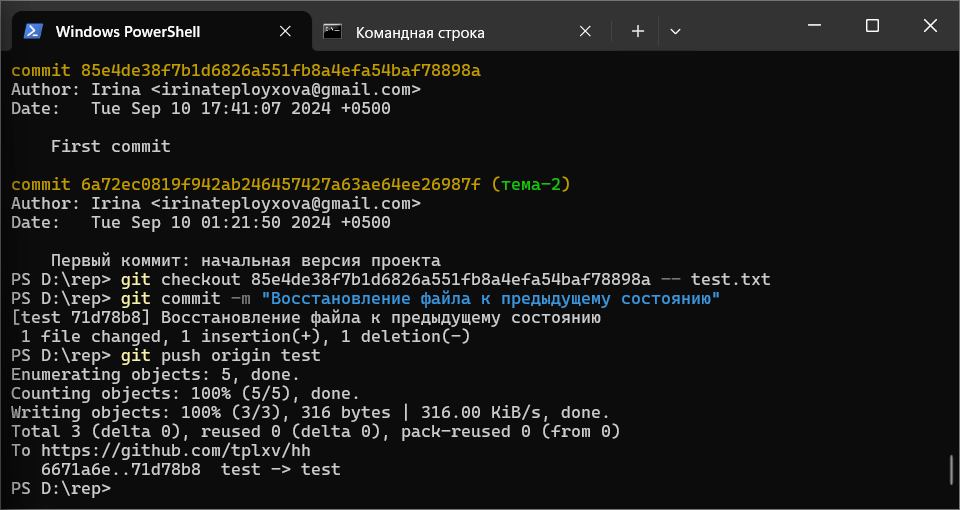 Windows PowerShell
Командная строка
commit 85e4de38f7b1d6826a551fb8a4efa54baf78898a
Author: Irina <irinateployxova@gmail.com>
Date:   Tue Sep 10 17:41:07 2024 +0500
First commit
commit 6a72ec0819f942ab246457427a63ae64ee26987f (тема-2)
Author: Irina <irinateployxova@gmail.com>
Date:   Tue Sep 10 01:21:50 2024 +0500
Первый коммит: начальная версия проекта
PS D:\rep> git checkout 85e4de38f7b1d6826a551fb8a4efa54baf78898a -- test.txt
PS D:\rep> git commit -m "Восстановление файла к предыдущему состоянию"
[test 71d78b8] Восстановление файла к предыдущему состоянию
1 file changed, 1 insertion(+), 1 deletion(-)
PS D:\rep> git push origin test
Enumerating objects: 5, done.
Counting objects: 100% (5/5), done.
Writing objects: 100% (3/3), 316 bytes | 316.00 KiB/s, done.
Total 3 (delta 0), reused 0 (delta 0), pack-reused 0 (from 0)
To https://github.com/tplxv/hh
6671a6e..71d78b8  test -> test
PS D:\rep>